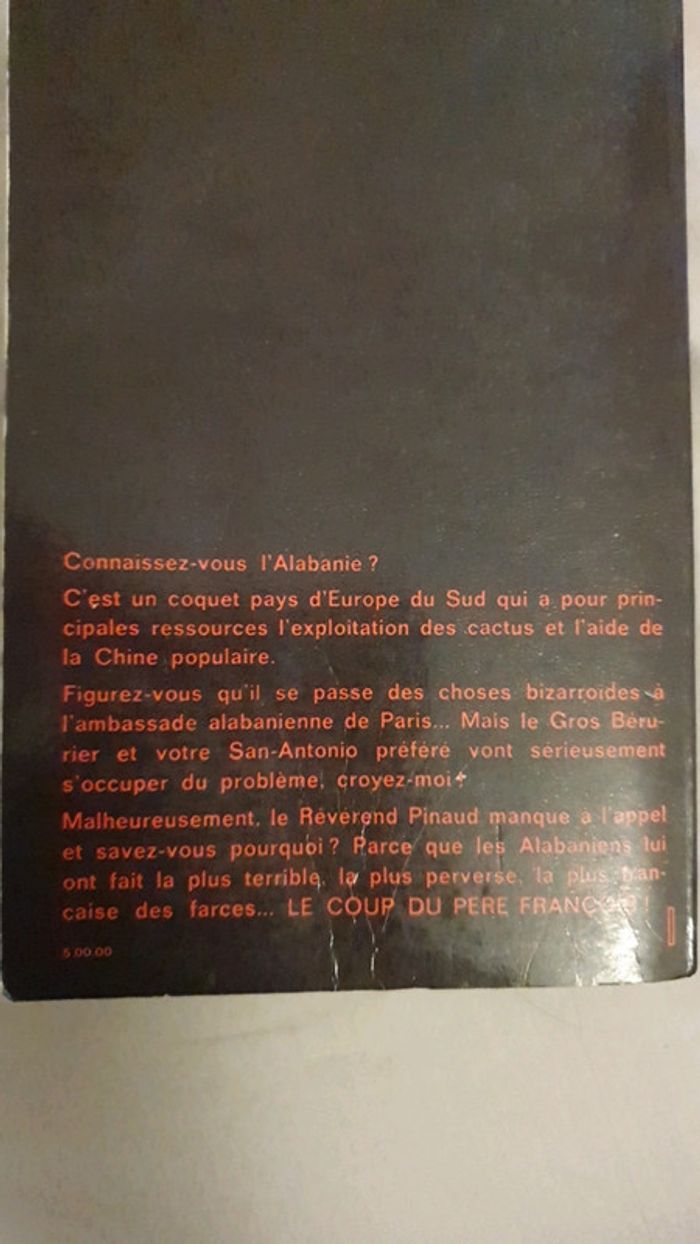 Connaissez-vous l'Alabanie ?
C'est un coquet pays d'Europe du Sud qui a pour prin-
cipales ressources l'exploitation des cactus et l'aide de
la Chine populaire.
Figurez-vous qu'il se passe des choses bizarroïdes à
l'ambassade alabanienne de Paris... Mais le Gros Béru-
rier et votre San-Antonio préféré vont sérieusement
s'occuper du problème, croyez-moi !
Malheureusement, le Révérend Pinaud manque à l'appel
et savez-vous pourquoi ? Parce que les Alabaniens lui
ont fait la plus terrible, la plus perverse, la plus fran-
çaise des farces... LE COUP DU PERE FRANÇOIS !
5.00.00